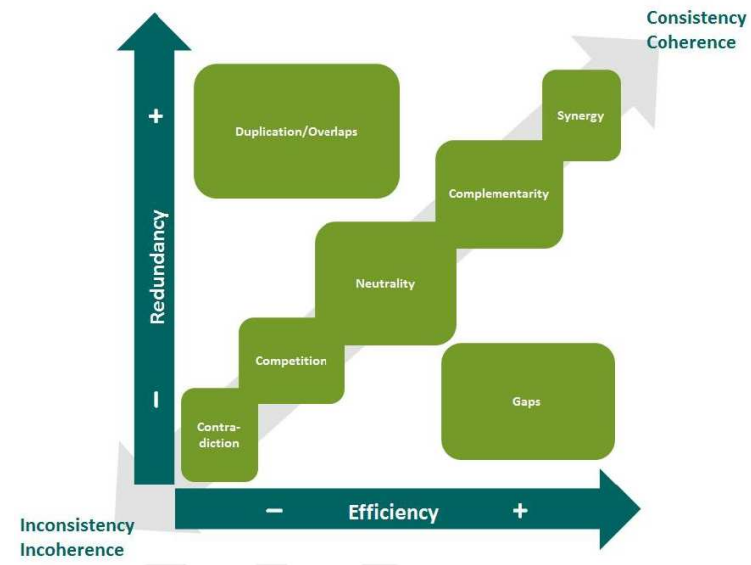 Consistency
Coherence
+
Synergy
Duplication/Overlaps
Complementarity
Redundancy
Neutrality
Competition
–
Gaps
Contra-
diction
–
Efficiency
+
Inconsistency
Incoherence